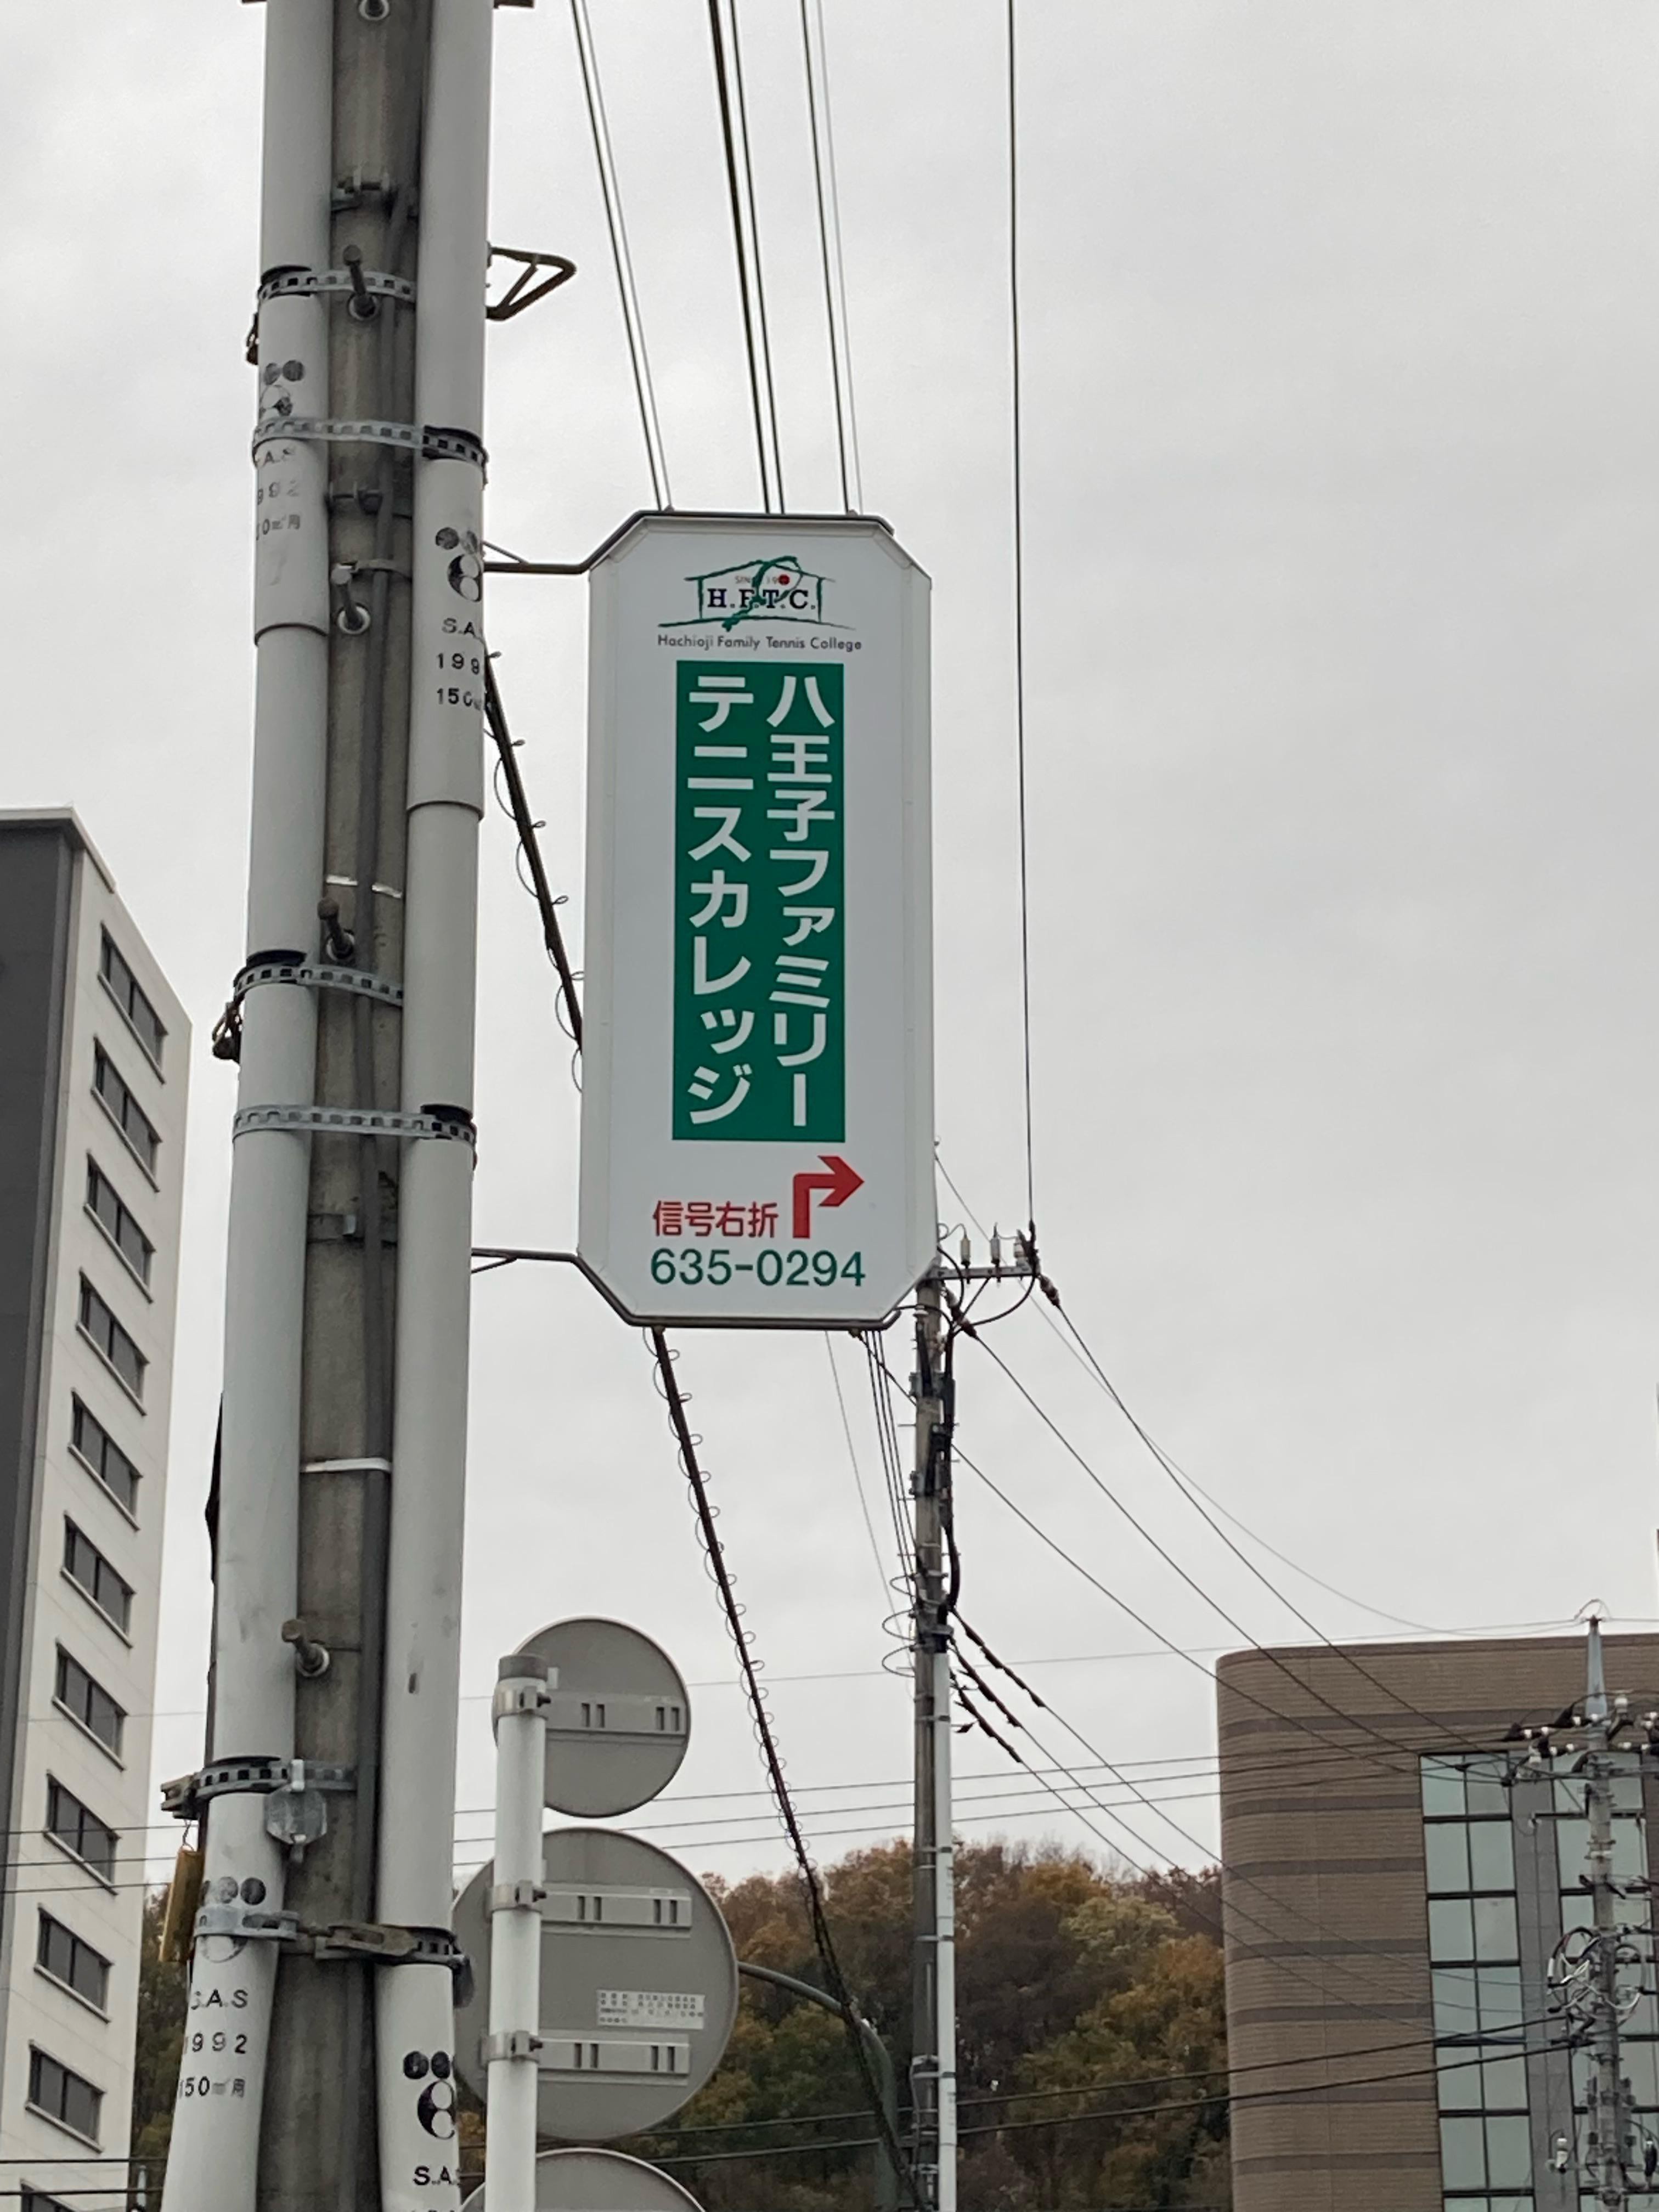 H.F.T.C.
Hachioji Family Tennis College
八王子ファミリー
テニスカレッジ
信号右折
635-0294
S.A.S
1992